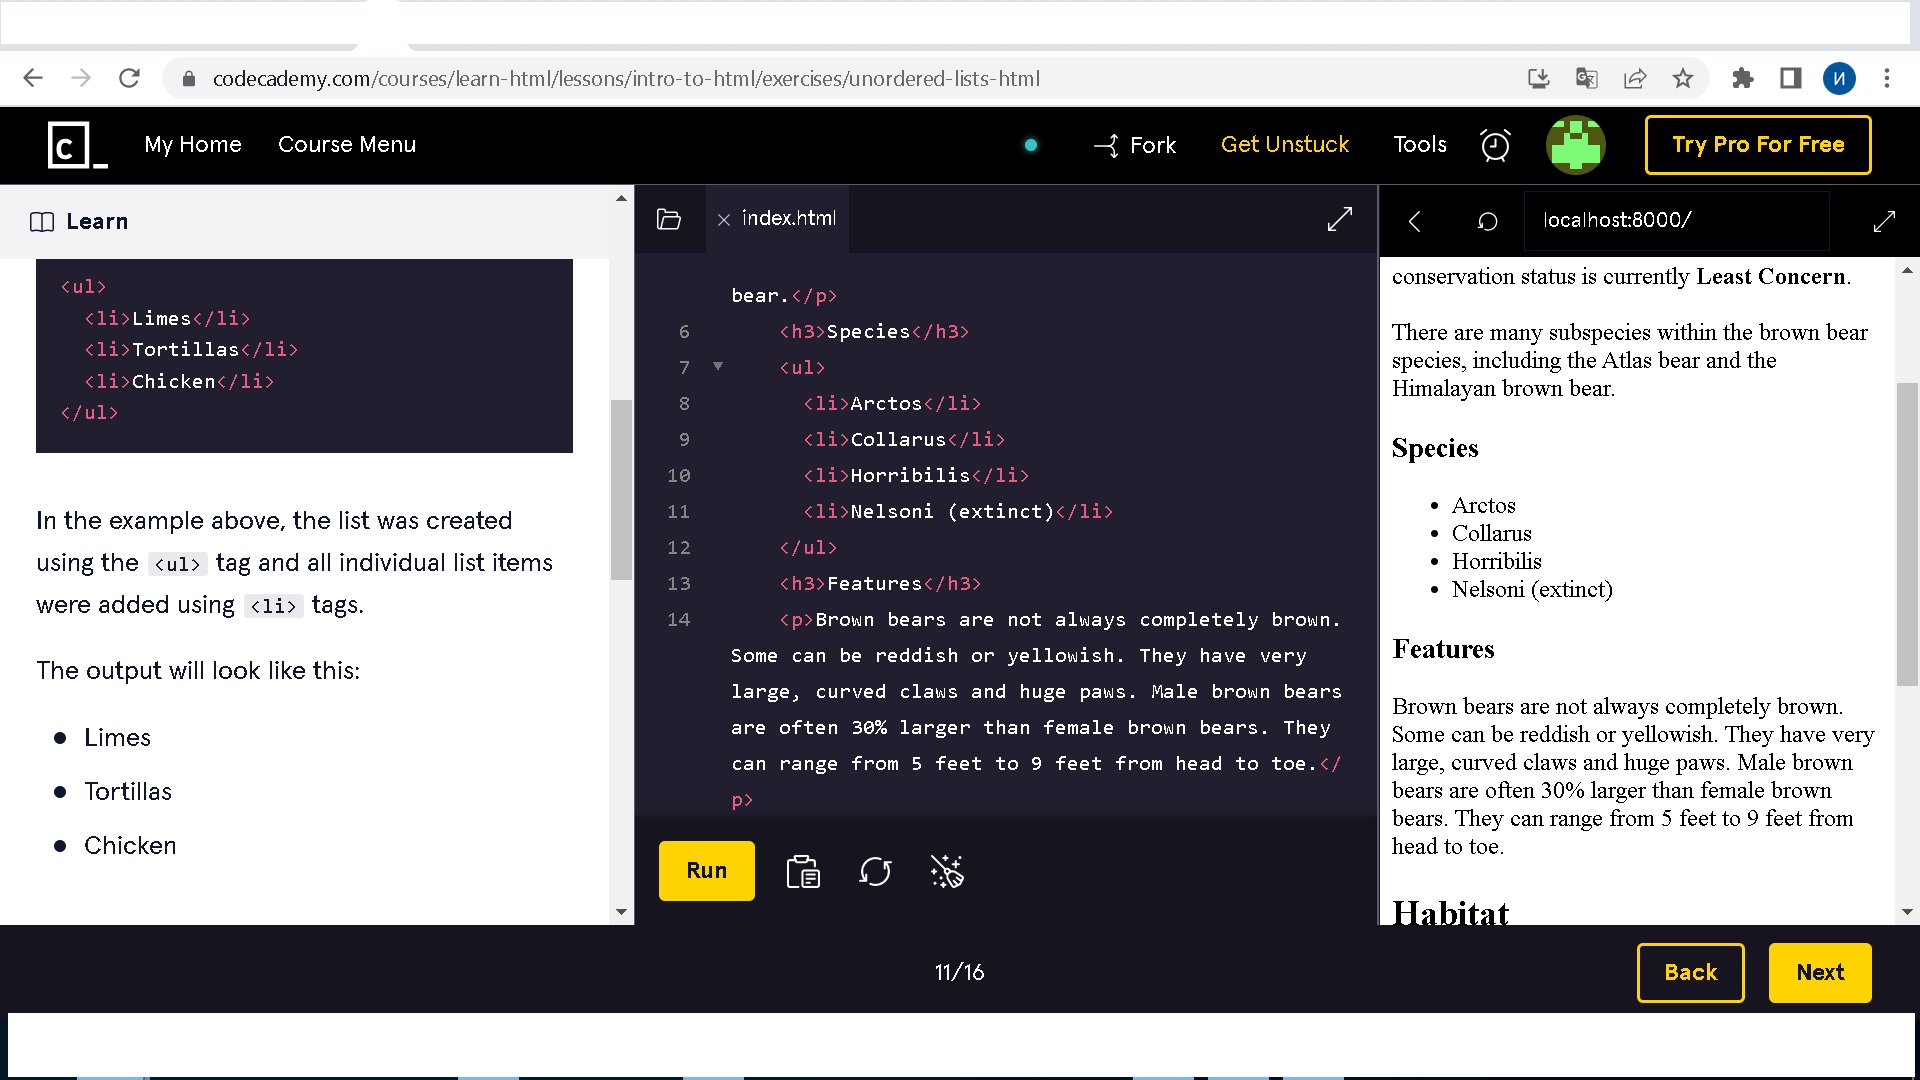 codecademy.com/courses/learn-html/lessons/intro-to-html/exercises/unordered-lists-html
И
c_
My Home
Course Menu
Fork
Get Unstuck
Tools
Try Pro For Free
Learn
<ul>
<li>Limes</li>
<li>Tortillas</li>
<li>Chicken</li>
</ul>
In the example above, the list was created
using the <ul> tag and all individual list items
were added using <li> tags.
The output will look like this:
Limes
Tortillas
Chicken
index.html
bear.</p>
6 <h3>Species</h3>
7 <ul>
8 <li>Arctos</li>
9 <li>Collarus</li>
10 <li>Horribilis</li>
11 <li>Nelsoni (extinct)</li>
12 </ul>
13 <h3>Features</h3>
14 <p>Brown bears are not always completely brown.
Some can be reddish or yellowish. They have very
large, curved claws and huge paws. Male brown bears
are often 30% larger than female brown bears. They
can range from 5 feet to 9 feet from head to toe.</
p>
Run
localhost:8000/
conservation status is currently Least Concern.
There are many subspecies within the brown bear
species, including the Atlas bear and the
Himalayan brown bear.
Species
Arctos
Collarus
Horribilis
Nelsoni (extinct)
Features
Brown bears are not always completely brown.
Some can be reddish or yellowish. They have very
large, curved claws and huge paws. Male brown
bears are often 30% larger than female brown
bears. They can range from 5 feet to 9 feet from
head to toe.
Habitat
11/16
Back
Next